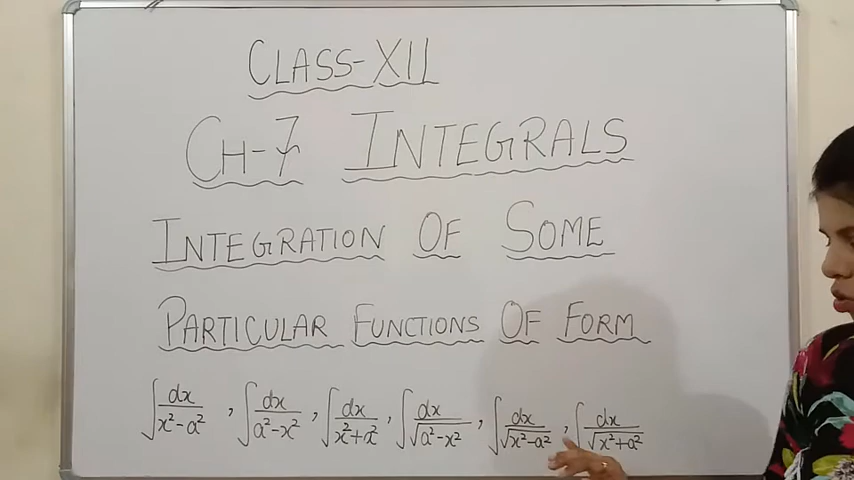 CLASS-XII
CH-7 INTEGRALS
INTEGRATION OF SOME
PARTICULAR FUNCTIONS OF FORM
∫dx/(x²-a²), ∫dx/(a²-x²), ∫dx/(x²+a²), ∫dx/√(a²-x²), ∫dx/√(x²-a²), ∫dx/√(x²+a²)